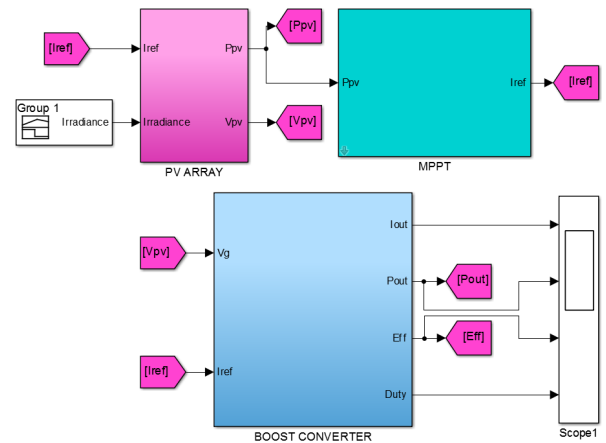 [Iref]
Iref
Ppv
[Ppv]
Ppv
Iref
[Iref]
Group 1
Irradiance
Irradiance
Vpv
[Vpv]
PV ARRAY
MPPT
[Vpv]
Vg
Iout
Pout
[Pout]
Eff
[Eff]
[Iref]
Iref
Duty
BOOST CONVERTER
Scope1